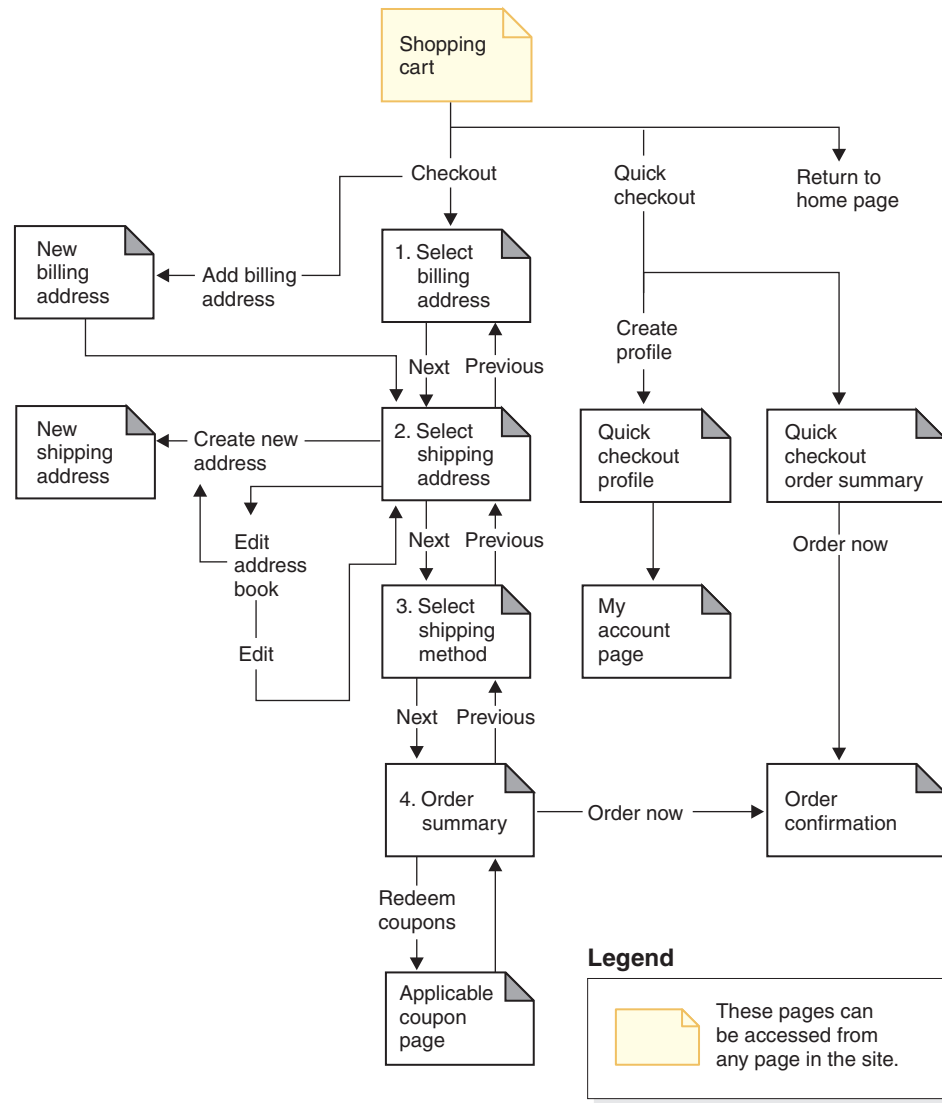 Shopping
cart
Checkout
Quick
checkout
Return to
home page
New
billing
address
Add billing
address
1. Select
billing
address
Create
profile
Next
Previous
New
shipping
address
Create new
address
2. Select
shipping
address
Quick
checkout
profile
Quick
checkout
order summary
Edit
address
book
Next
Previous
Order now
Edit
3. Select
shipping
method
My
account
page
Next
Previous
4. Order
summary
Order now
Order
confirmation
Redeem
coupons
Applicable
coupon
page
Legend
These pages can
be accessed from
any page in the site.